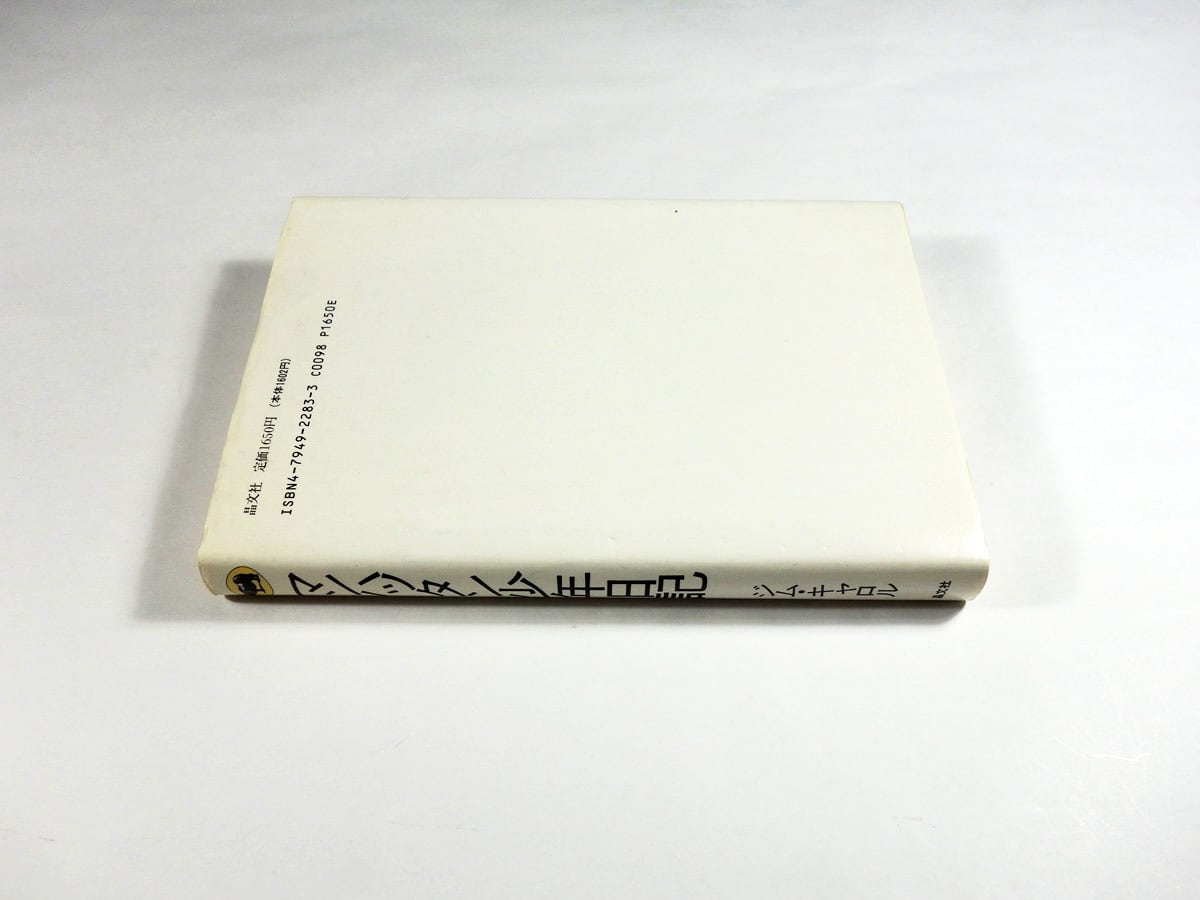 晶文社 定価1650円 (本体1602円)
ISBN4-7949-2283-3 C0098 P1650E
マンハッタン少年日記
ジム・キャロル
晶文社